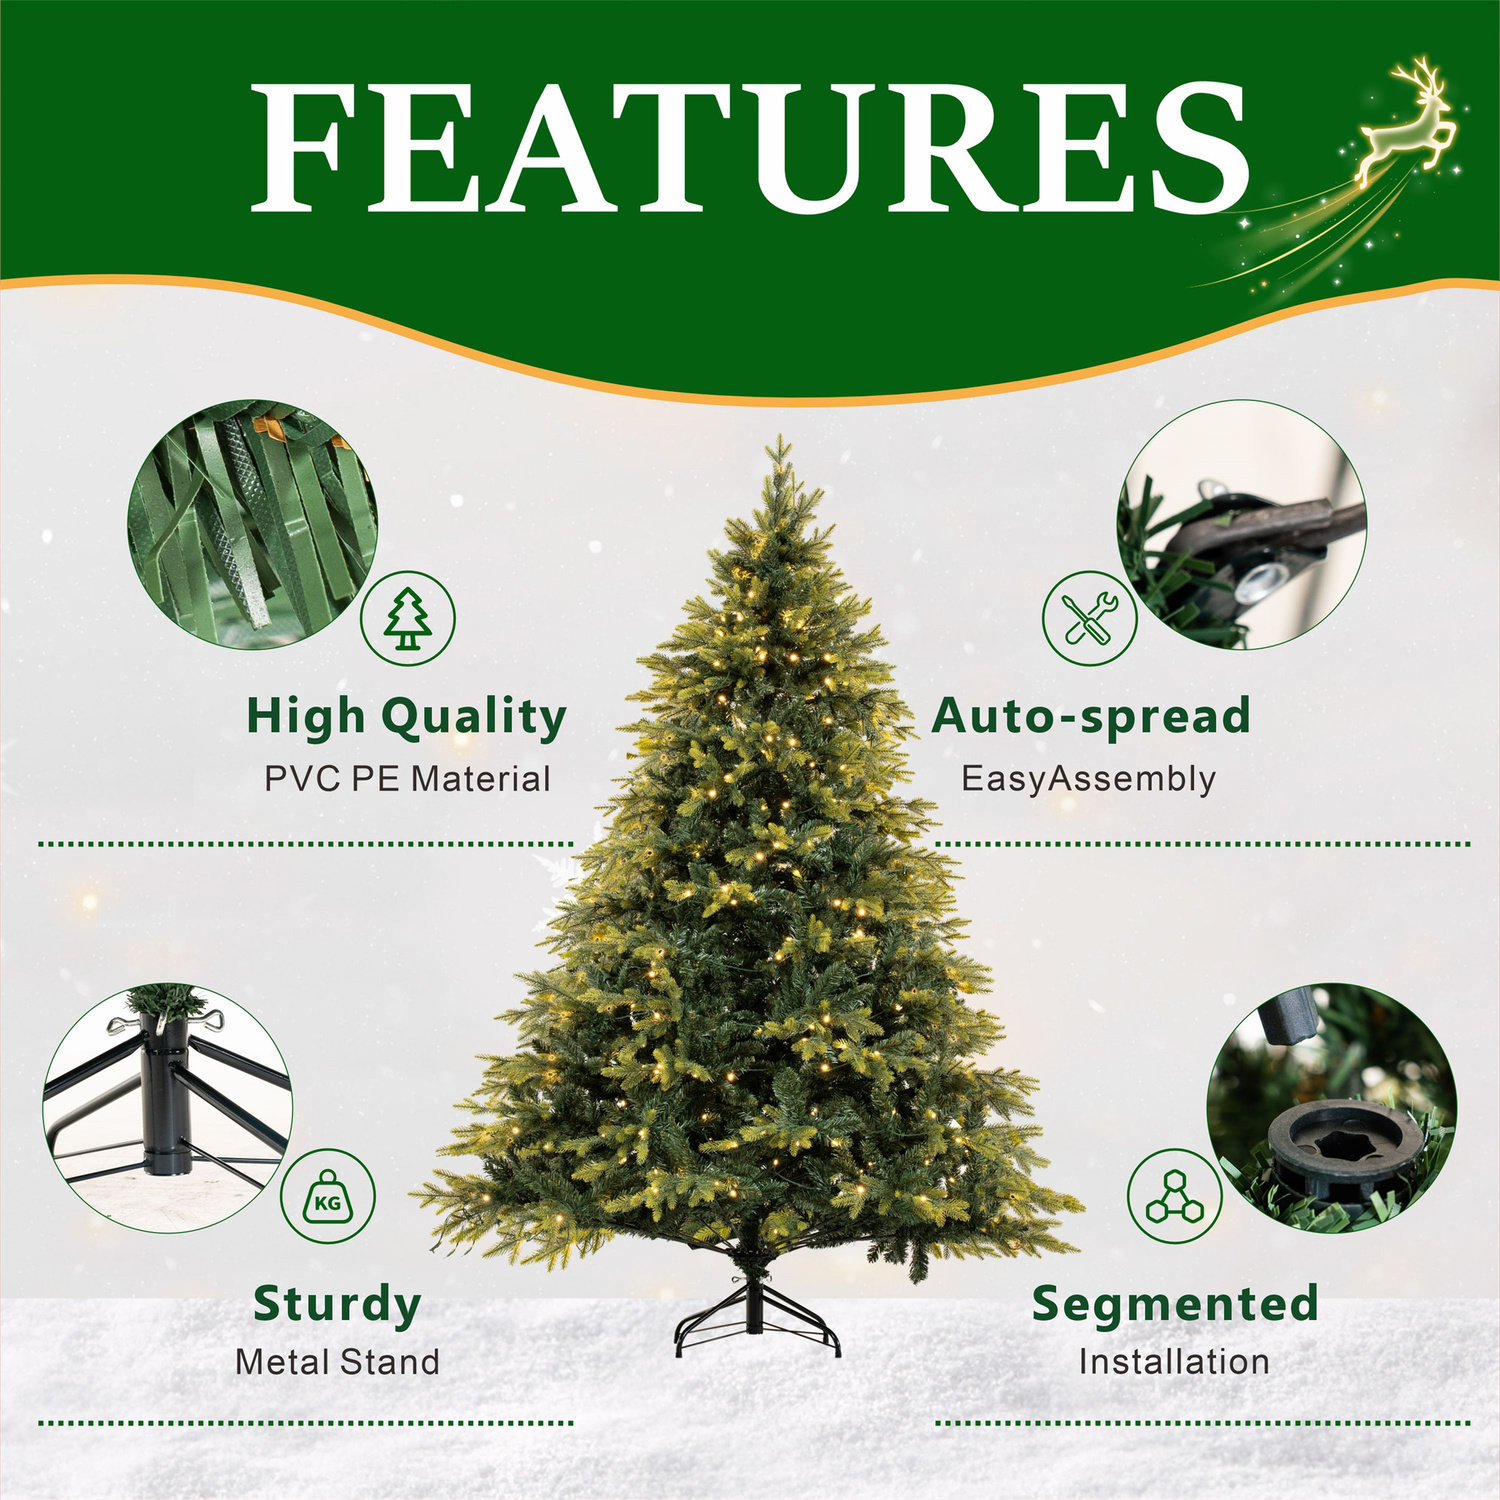 FEATURES
High Quality
PVC PE Material
Auto-spread
EasyAssembly
KG
Sturdy
Metal Stand
Segmented
Installation